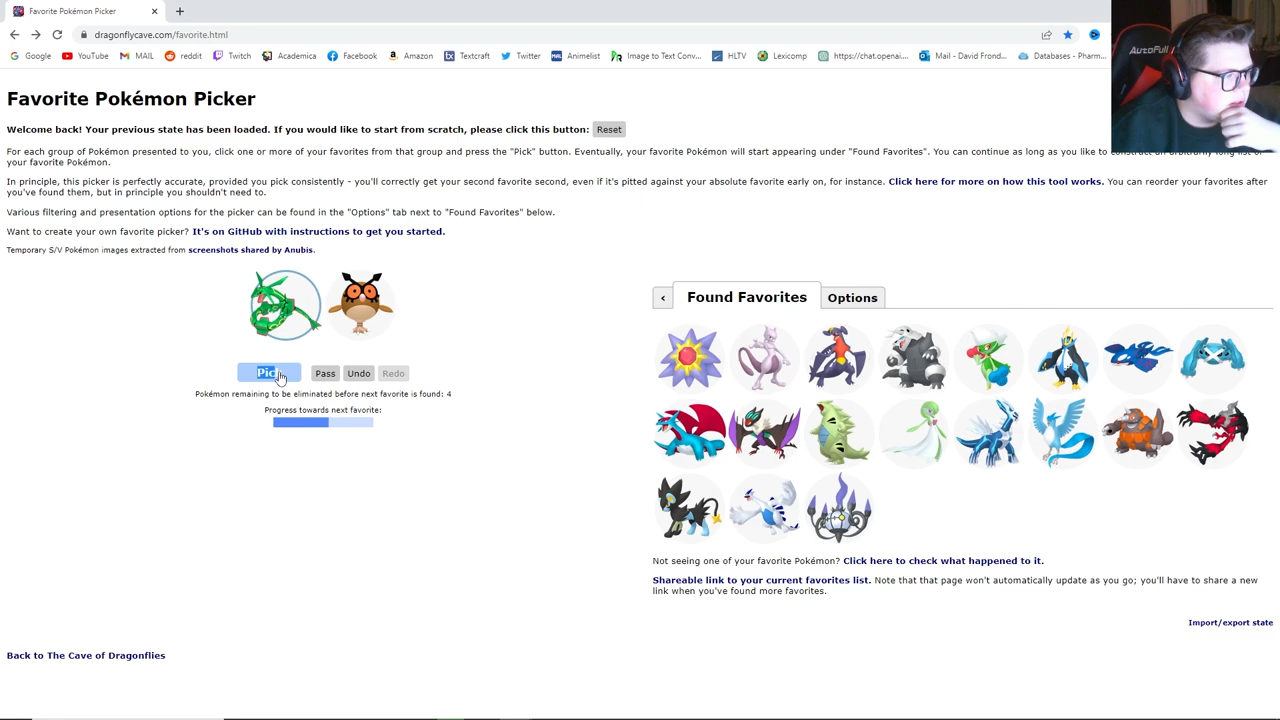 Favorite Pokémon Picker
dragonflycave.com/favorite.html
Google YouTube MAIL reddit Twitch Academica Facebook Amazon Textcraft Twitter Animelist Image to Text Conv... HLTV Lexicomp https://chat.openai.... Mail - David Frond... Databases - Pharm...
AutoFull
Favorite Pokémon Picker
Welcome back! Your previous state has been loaded. If you would like to start from scratch, please click this button: Reset
For each group of Pokémon presented to you, click one or more of your favorites from that group and press the "Pick" button. Eventually, your favorite Pokémon will start appearing under "Found Favorites". You can continue as long as you like to
your favorite Pokémon.
In principle, this picker is perfectly accurate, provided you pick consistently - you'll correctly get your second favorite second, even if it's pitted against your absolute favorite early on, for instance. Click here for more on how this tool works. You can reorder your favorites after
you've found them, but in principle you shouldn't need to.
Various filtering and presentation options for the picker can be found in the "Options" tab next to "Found Favorites" below.
Want to create your own favorite picker? It's on GitHub with instructions to get you started.
Temporary S/V Pokémon images extracted from screenshots shared by Anubis.
‹ Found Favorites Options
Pic Pass Undo Redo
Pokémon remaining to be eliminated before next favorite is found: 4
Progress towards next favorite:
Not seeing one of your favorite Pokémon? Click here to check what happened to it.
Shareable link to your current favorites list. Note that that page won't automatically update as you go; you'll have to share a new
link when you've found more favorites.
Import/export state
Back to The Cave of Dragonflies